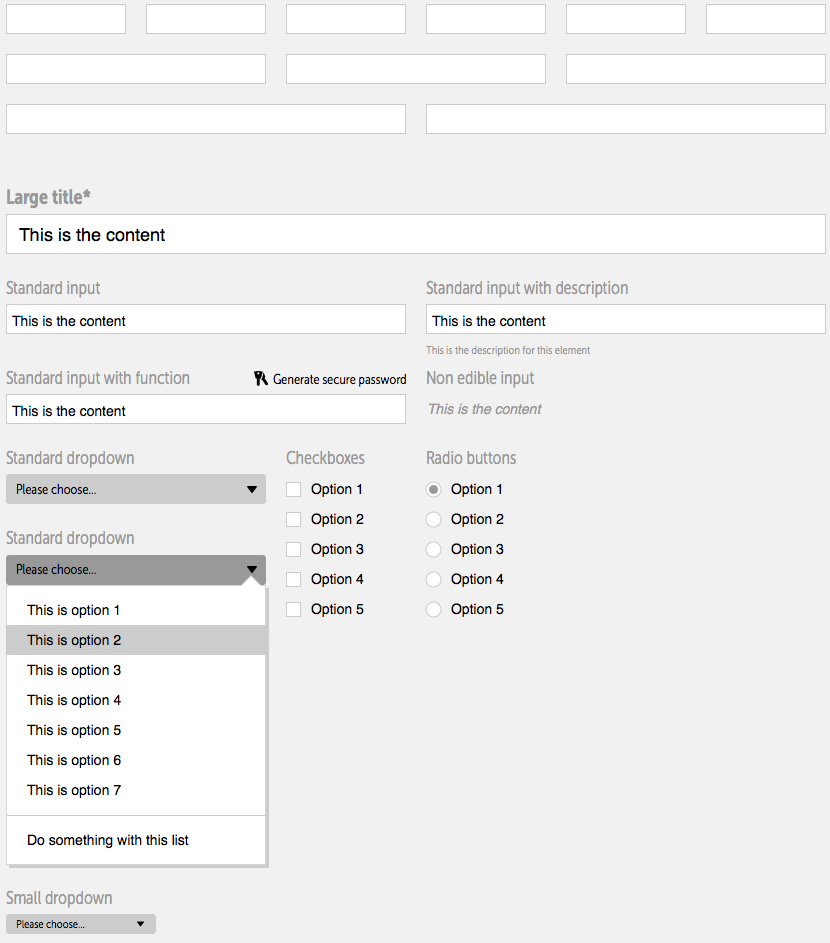 Large title*
This is the content
Standard input
Standard input with description
This is the content
This is the content
This is the description for this element
Standard input with function
Generate secure password
Non edible input
This is the content
This is the content
Standard dropdown
Checkboxes
Radio buttons
Please choose...
Option 1
Option 1
Option 2
Option 2
Standard dropdown
Option 3
Option 3
Please choose...
Option 4
Option 4
This is option 1
Option 5
Option 5
This is option 2
This is option 3
This is option 4
This is option 5
This is option 6
This is option 7
Do something with this list
Small dropdown
Please choose...